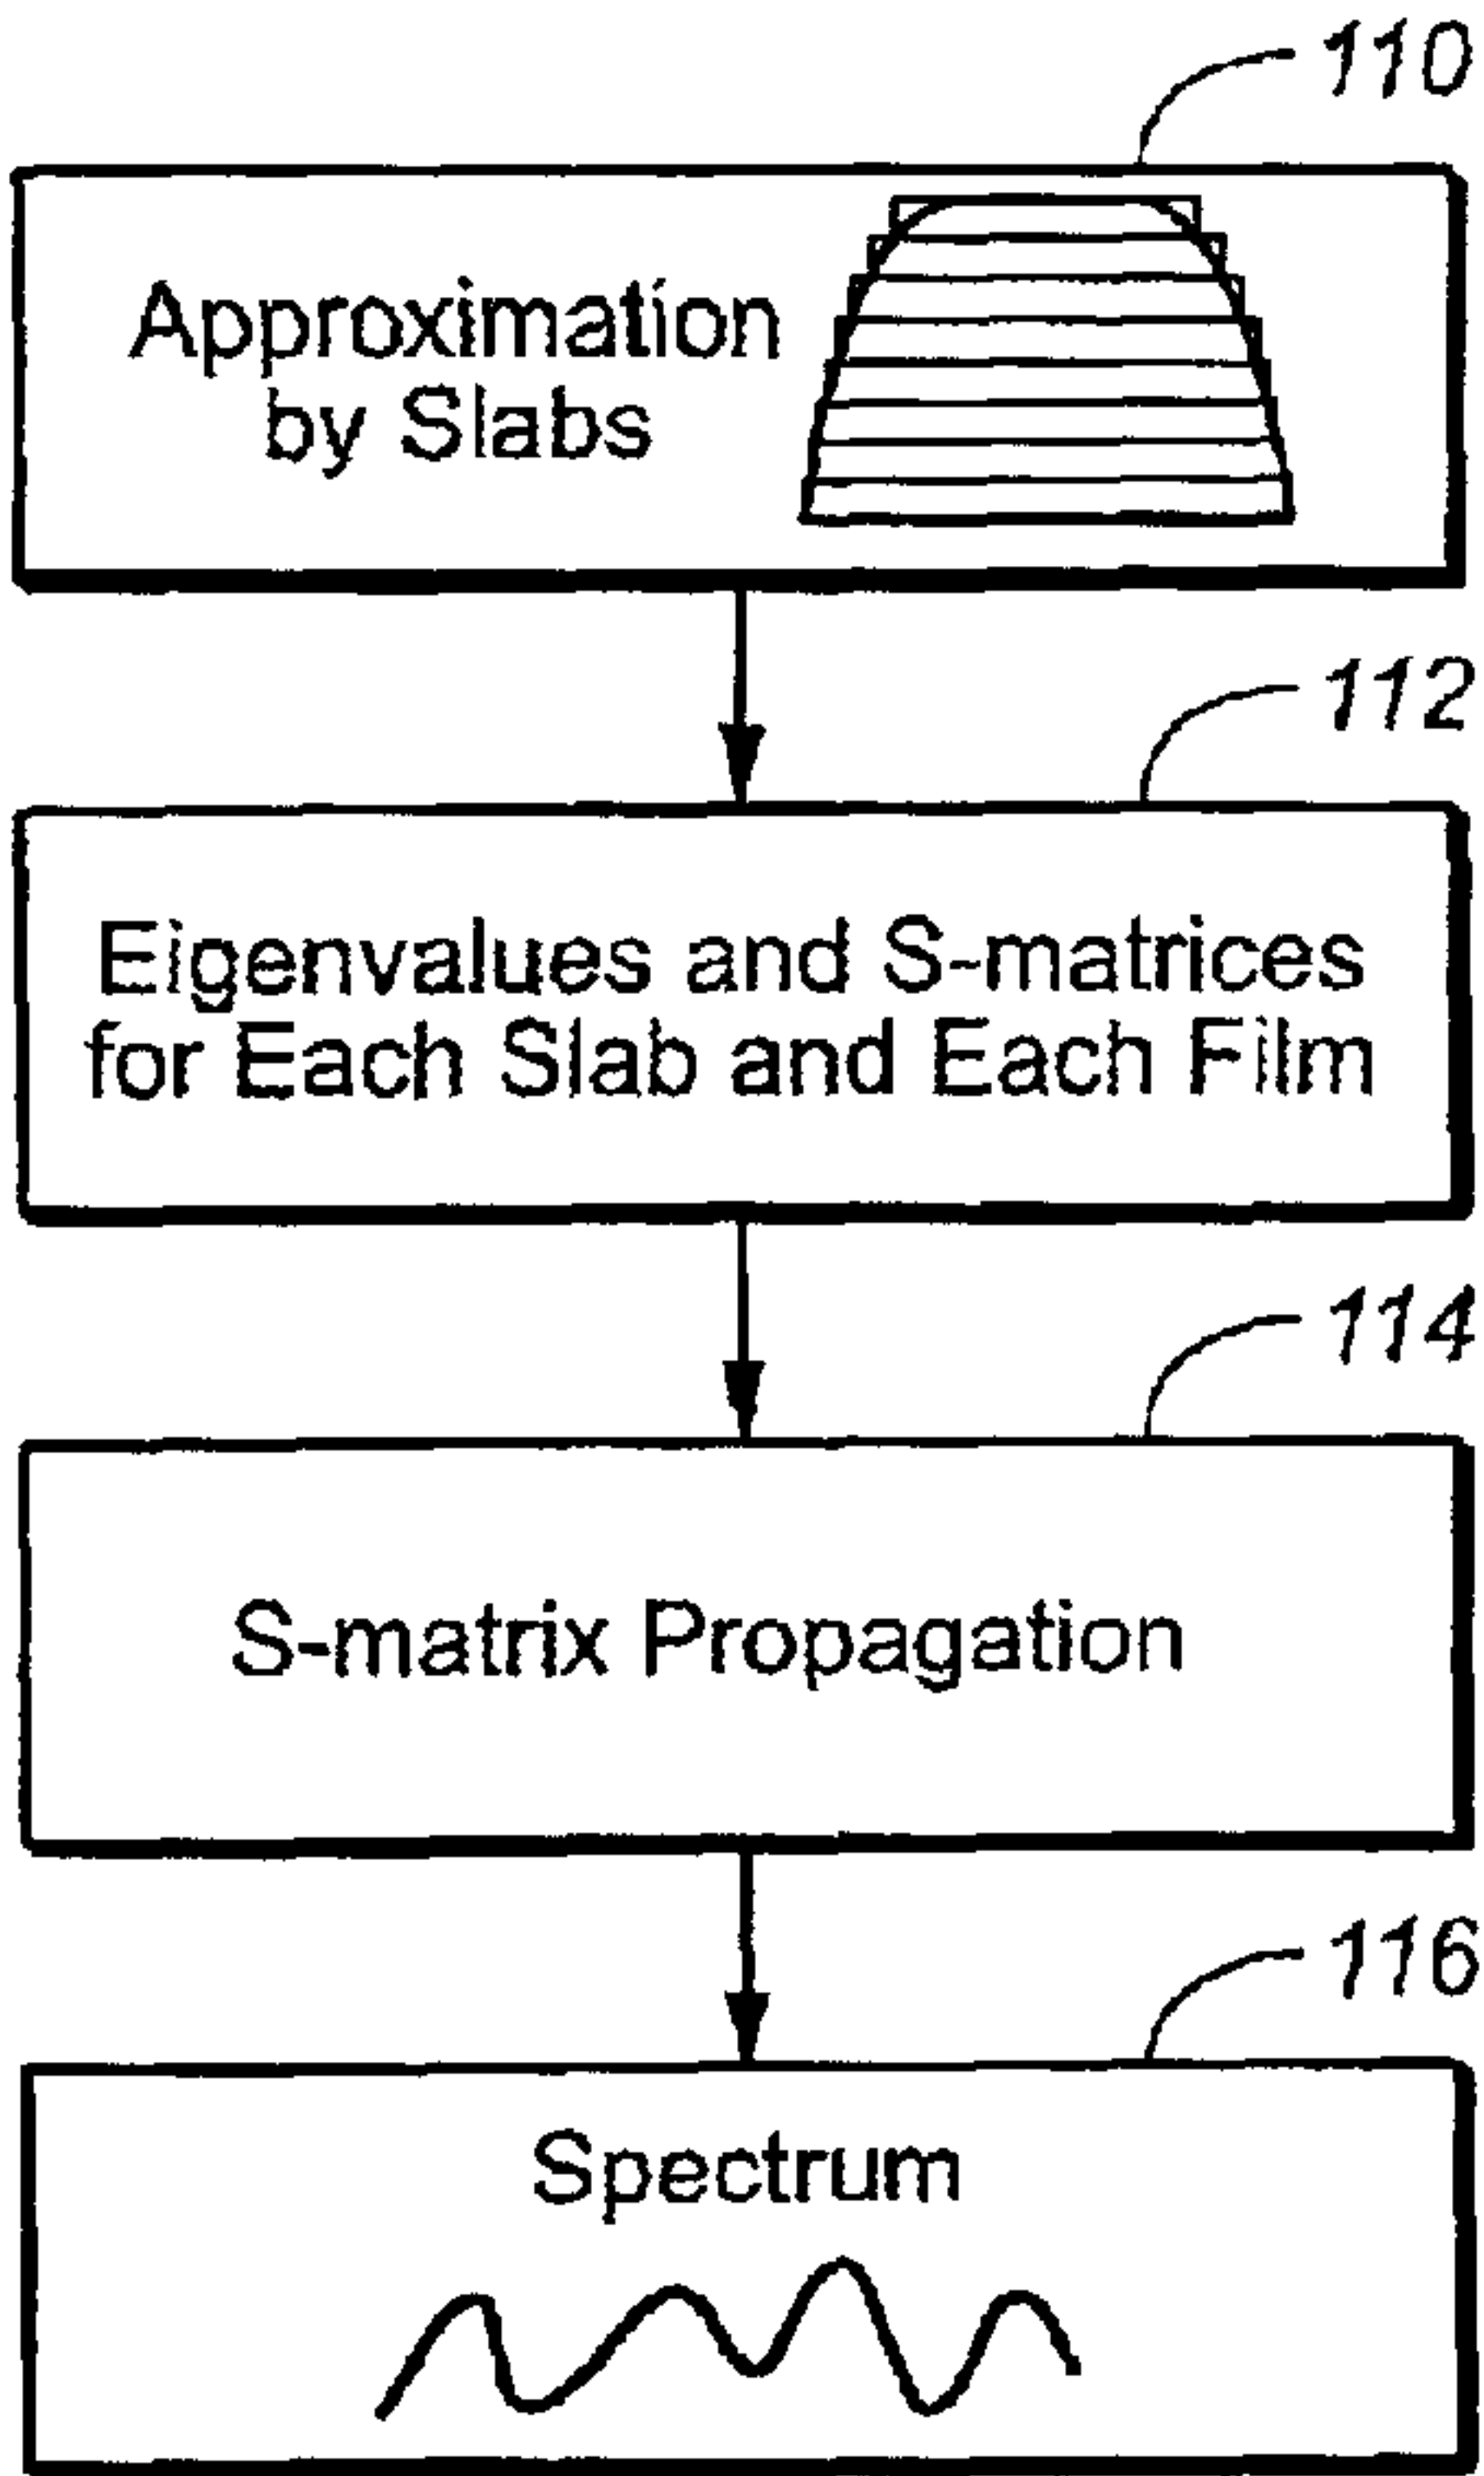 110
Approximation
by Slabs
112
Eigenvalues and S-matrices
for Each Slab and Each Film
114
S-matrix Propagation
116
Spectrum